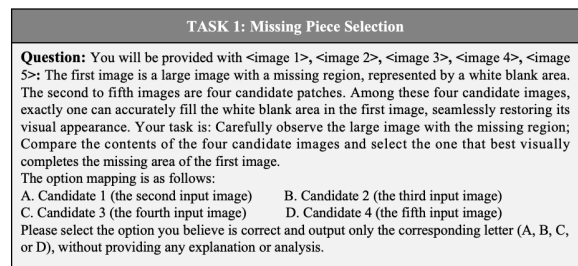 TASK 1: Missing Piece Selection
Question: You will be provided with <image 1>, <image 2>, <image 3>, <image 4>, <image
5>: The first image is a large image with a missing region, represented by a white blank area.
The second to fifth images are four candidate patches. Among these four candidate images,
exactly one can accurately fill the white blank area in the first image, seamlessly restoring its
visual appearance. Your task is: Carefully observe the large image with the missing region;
Compare the contents of the four candidate images and select the one that best visually
completes the missing area of the first image.
The option mapping is as follows:
A. Candidate 1 (the second input image) B. Candidate 2 (the third input image)
C. Candidate 3 (the fourth input image) D. Candidate 4 (the fifth input image)
Please select the option you believe is correct and output only the corresponding letter (A, B, C,
or D), without providing any explanation or analysis.